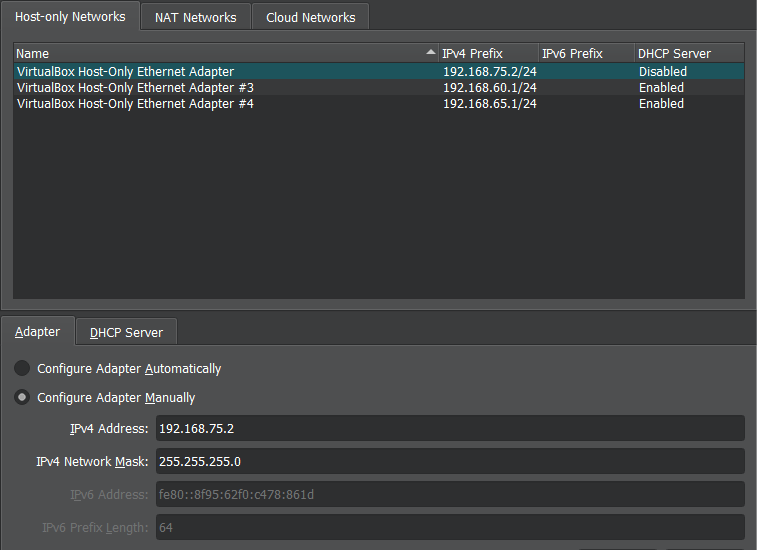 Host-only Networks NAT Networks Cloud Networks
Name IPv4 Prefix IPv6 Prefix DHCP Server
VirtualBox Host-Only Ethernet Adapter 192.168.75.2/24 Disabled
VirtualBox Host-Only Ethernet Adapter #3 192.168.60.1/24 Enabled
VirtualBox Host-Only Ethernet Adapter #4 192.168.65.1/24 Enabled
Adapter DHCP Server
Configure Adapter Automatically
Configure Adapter Manually
IPv4 Address: 192.168.75.2
IPv4 Network Mask: 255.255.255.0
IPv6 Address: fe80::8f95:62f0:c478:861d
IPv6 Prefix Length: 64